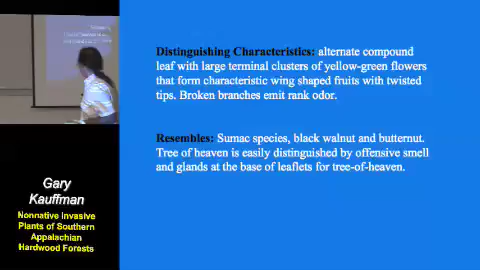 Distinguishing Characteristics: alternate compound
leaf with large terminal clusters of yellow-green flowers
that form characteristic wing shaped fruits with twisted
tips. Broken branches emit rank odor.
Resembles: Sumac species, black walnut and butternut.
Tree of heaven is easily distinguished by offensive smell
and glands at the base of leaflets for tree-of-heaven.
Gary
Kauffman
Nonnative Invasive
Plants of Southern
Appalachian
Hardwood Forests